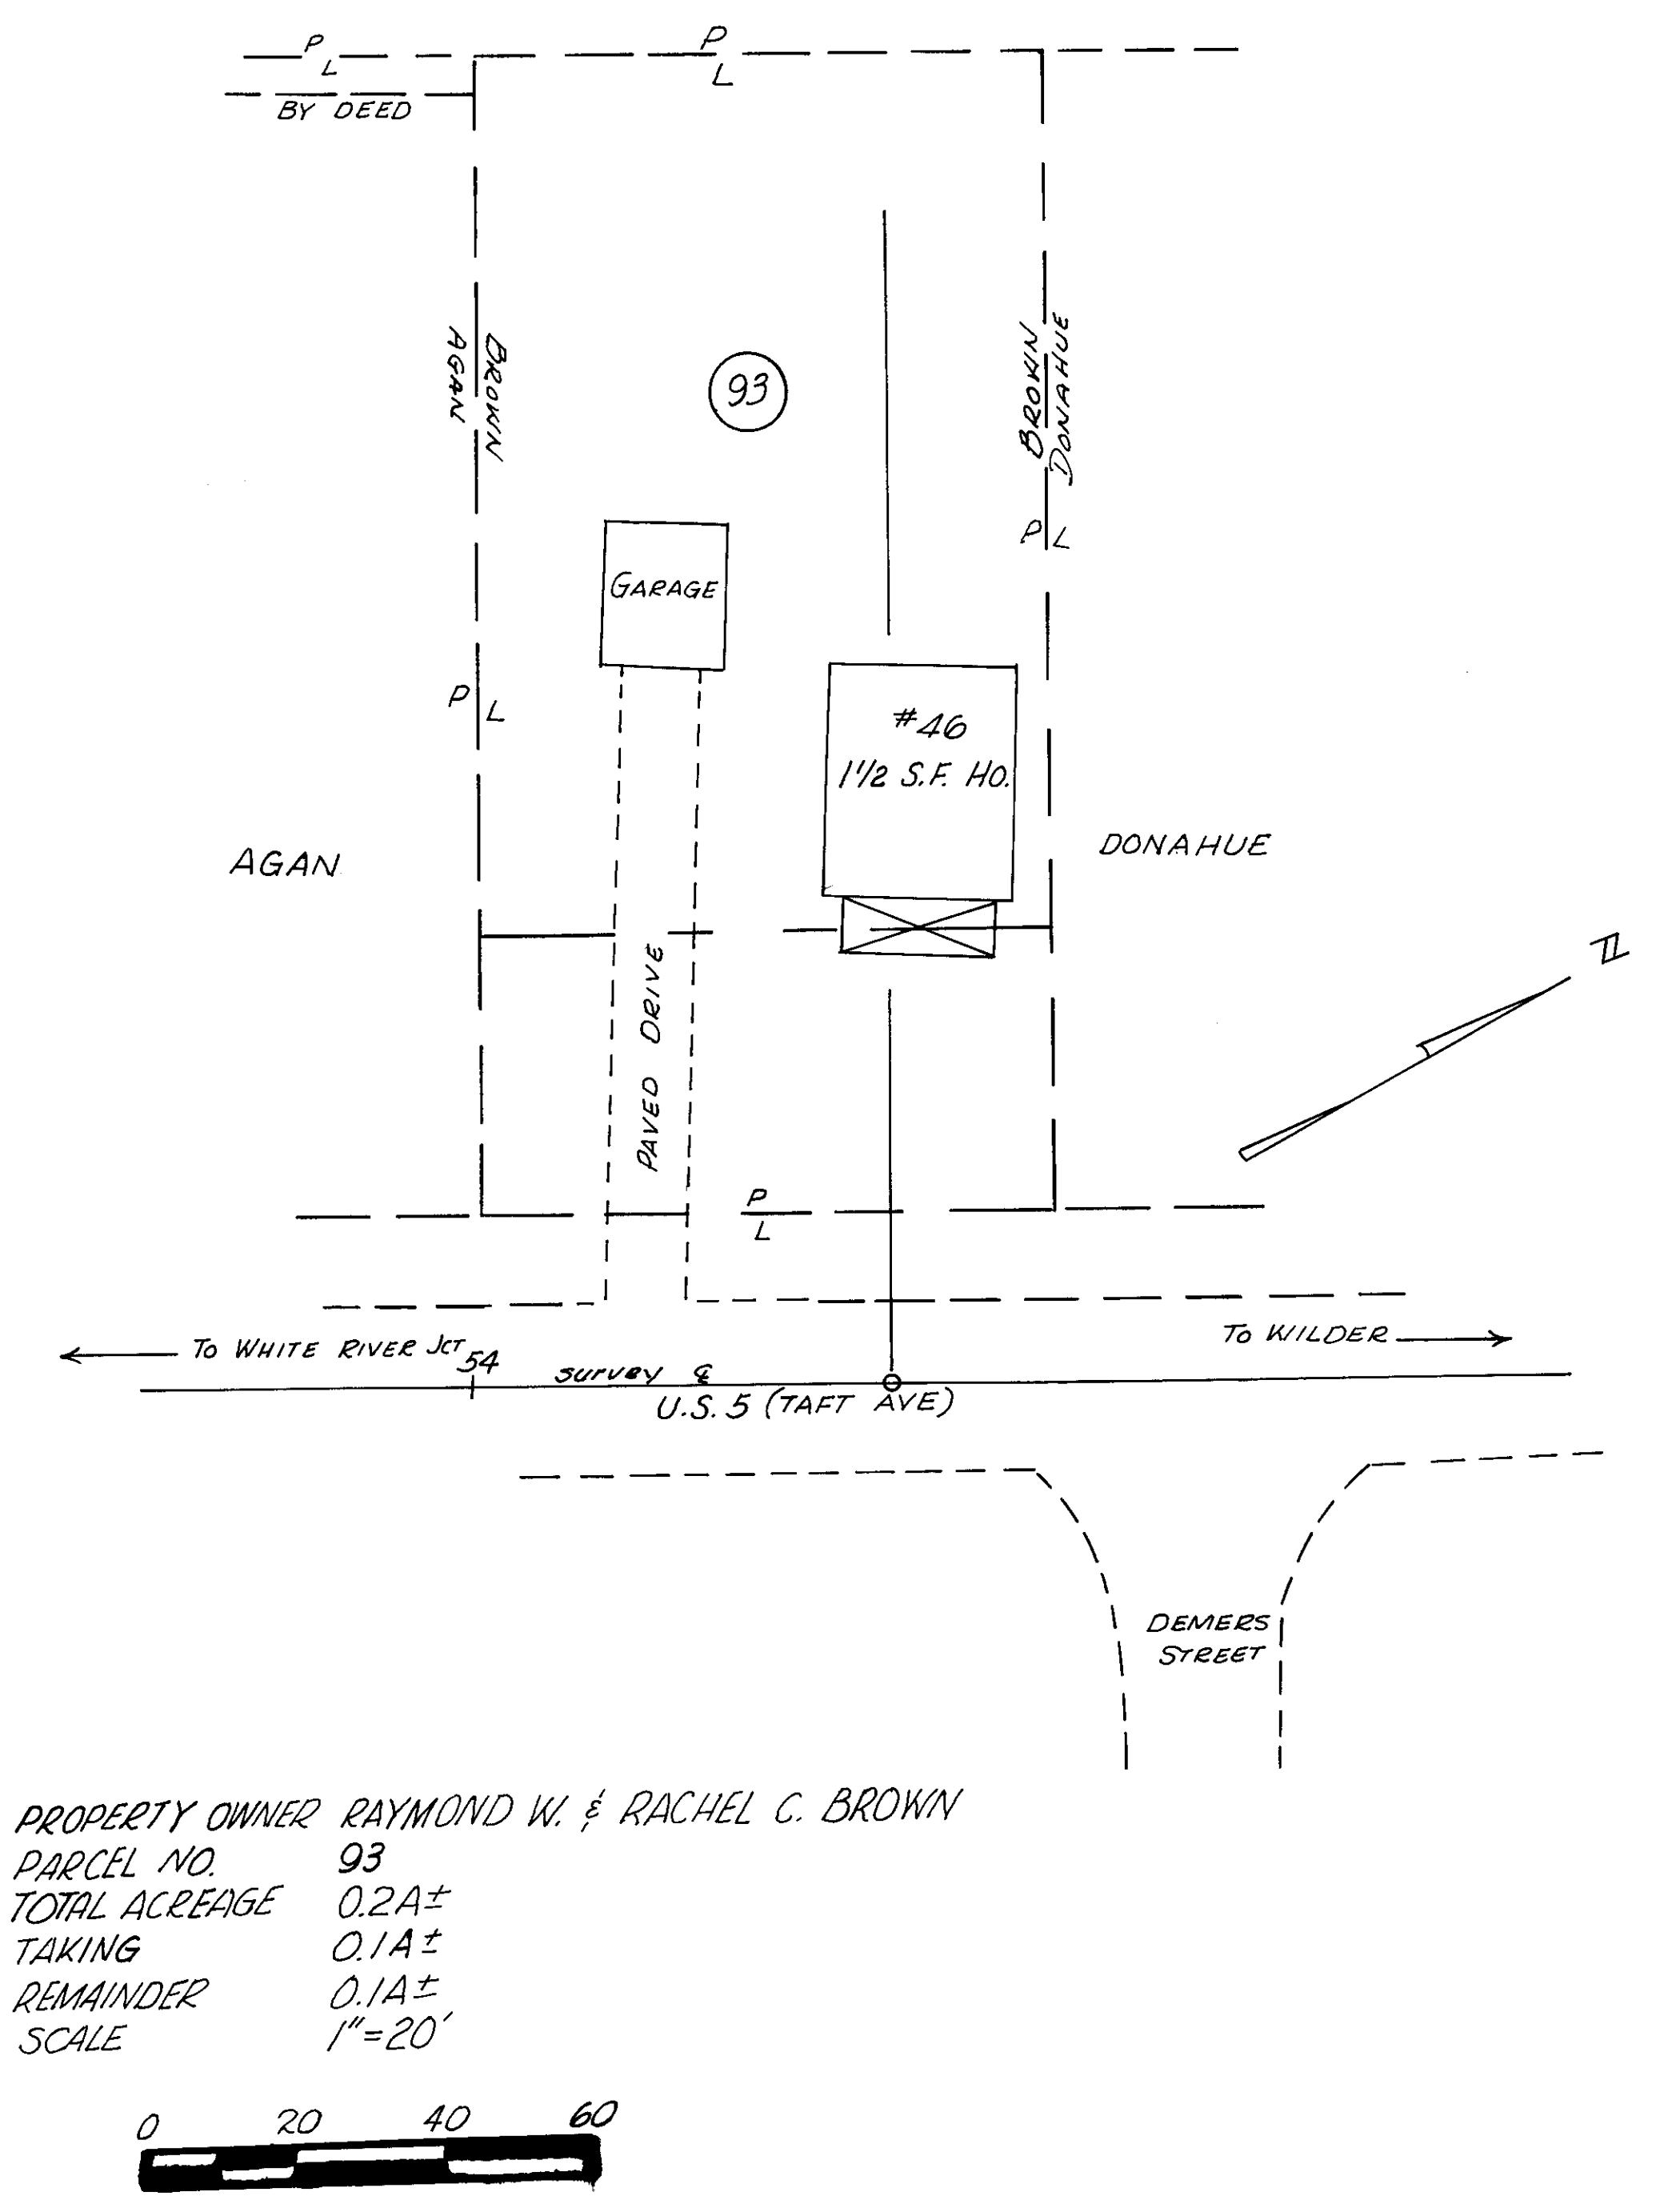 P
L
P
L
BY DEED
BROWN
AGAN
BROWN
DONAHUE
93
P L
GARAGE
P L
#46
1 1/2 S.F. HO.
AGAN
DONAHUE
PAVED DRIVE
N
P
L
TO WHITE RIVER JCT
TO WILDER
54
survey ℄
U.S. 5 (TAFT AVE)
DEMERS
STREET
PROPERTY OWNER RAYMOND W. & RACHEL C. BROWN
PARCEL NO. 93
TOTAL ACREAGE 0.2A±
TAKING 0.1A±
REMAINDER 0.1A±
SCALE 1"=20'
0 20 40 60